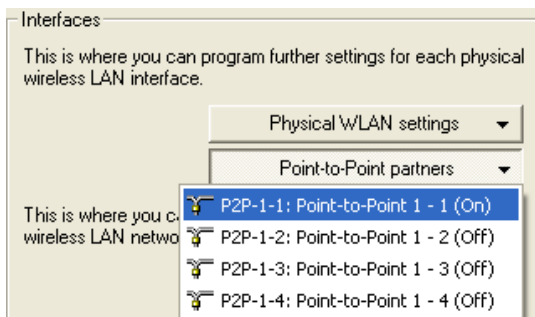 Interfaces
This is where you can program further settings for each physical
wireless LAN interface.
Physical WLAN settings
Point-to-Point partners
P2P-1-1: Point-to-Point 1 - 1 (On)
This is where you
P2P-1-2: Point-to-Point 1 - 2 (Off)
wireless LAN
P2P-1-3: Point-to-Point 1 - 3 (Off)
P2P-1-4: Point-to-Point 1 - 4 (Off)